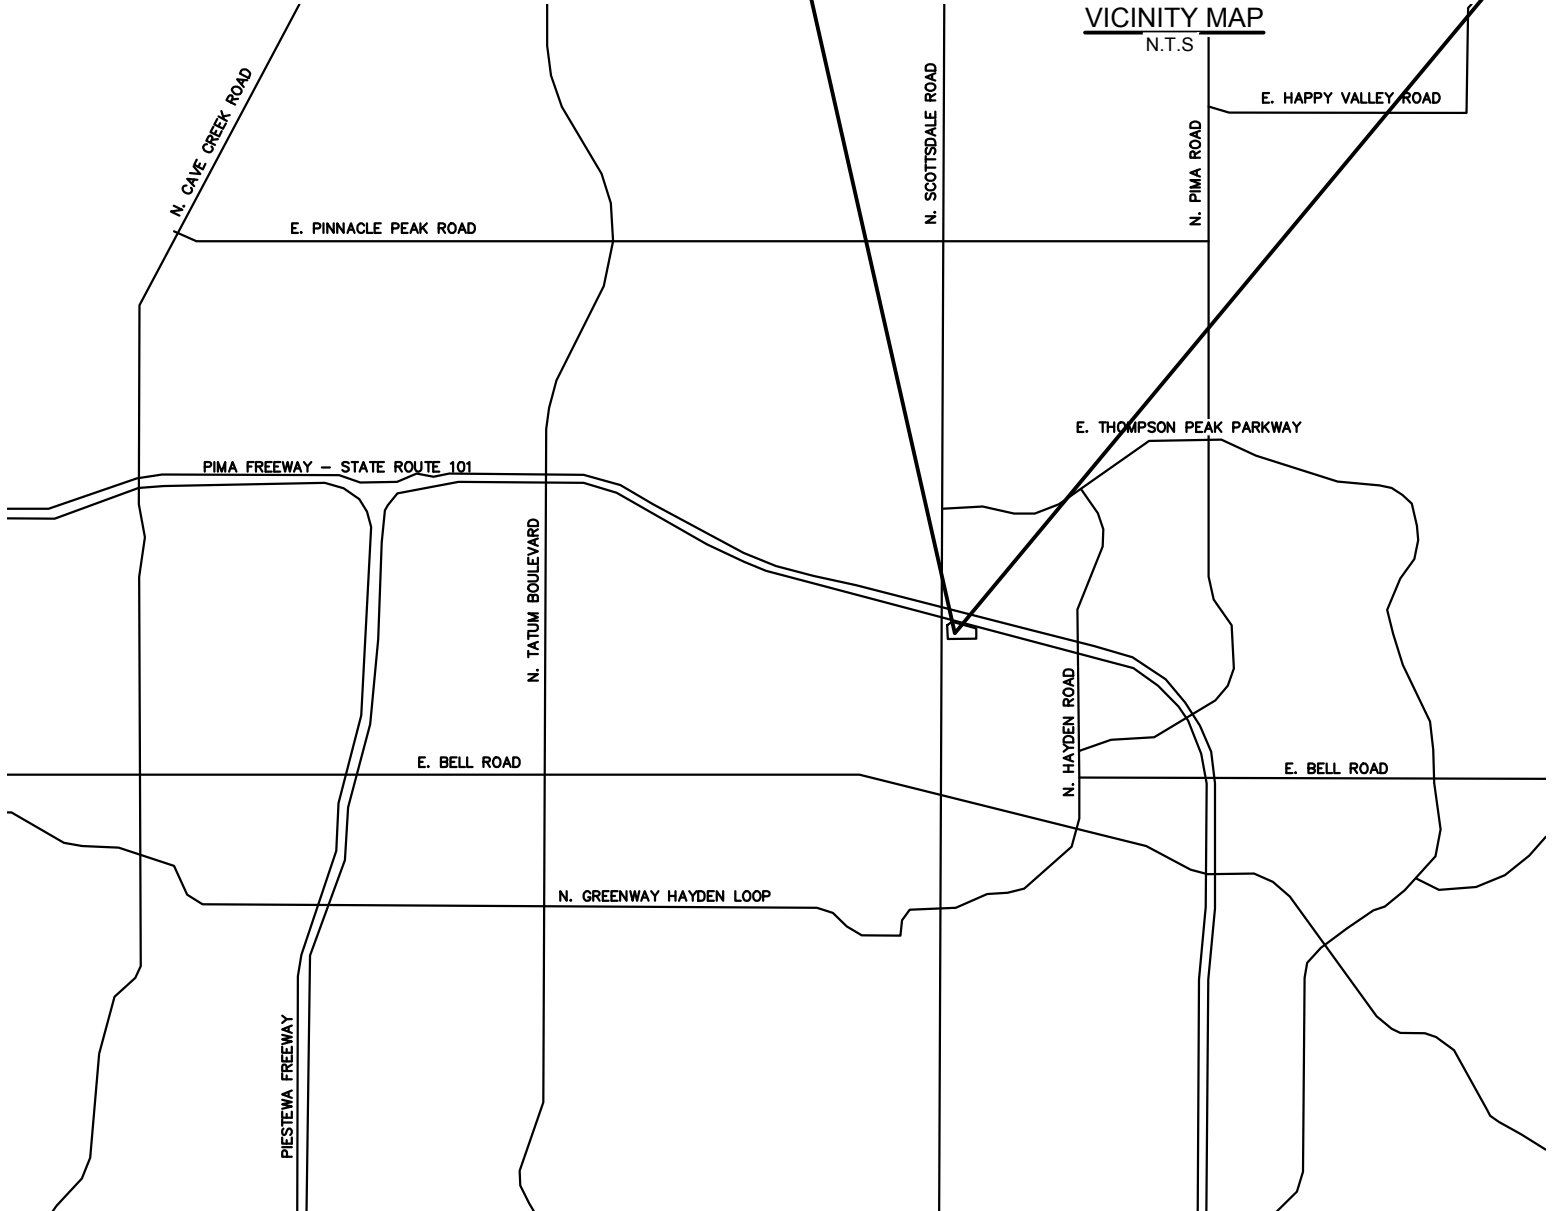 VICINITY MAP
N.T.S
N. CAVE CREEK ROAD
N. SCOTTSDALE ROAD
N. PIMA ROAD
E. HAPPY VALLEY ROAD
E. PINNACLE PEAK ROAD
E. THOMPSON PEAK PARKWAY
PIMA FREEWAY – STATE ROUTE 101
N. TATUM BOULEVARD
N. HAYDEN ROAD
E. BELL ROAD
E. BELL ROAD
N. GREENWAY HAYDEN LOOP
PIESTEWA FREEWAY